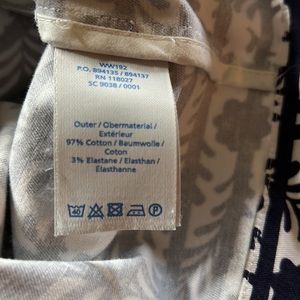 WW192
P.O. 894135 / 894137
RN 118027
SC 9038 / 0001
Outer / Obermaterial /
Extérieur
97% Cotton / Baumwolle /
Coton
3% Elastane / Elasthan /
Élasthanne
40
P